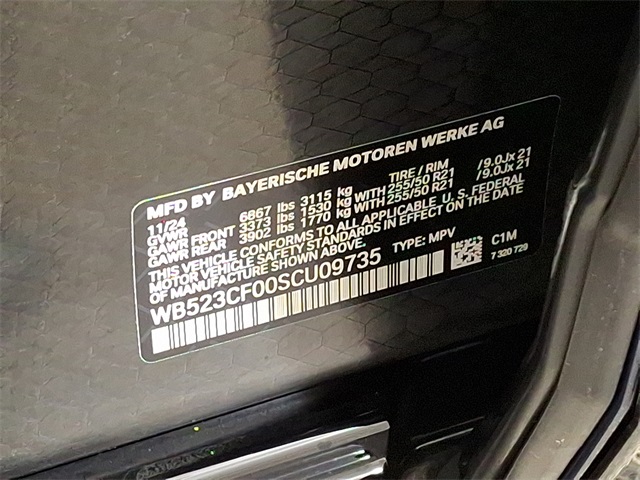 MFD BY BAYERISCHE MOTOREN WERKE AG
11/24 TIRE / RIM
GVWR 6867 lbs 3115 kg
GAWR FRONT 3373 lbs 1530 kg WITH 255/50 R21 / 9.0Jx 21
GAWR REAR 3902 lbs 1770 kg WITH 255/50 R21 / 9.0Jx 21
THIS VEHICLE CONFORMS TO ALL APPLICABLE U. S. FEDERAL
MOTOR VEHICLE SAFETY STANDARDS IN EFFECT ON THE DATE
OF MANUFACTURE SHOWN ABOVE.
WB523CF00SCU09735 TYPE: MPV C1M
7 320 729